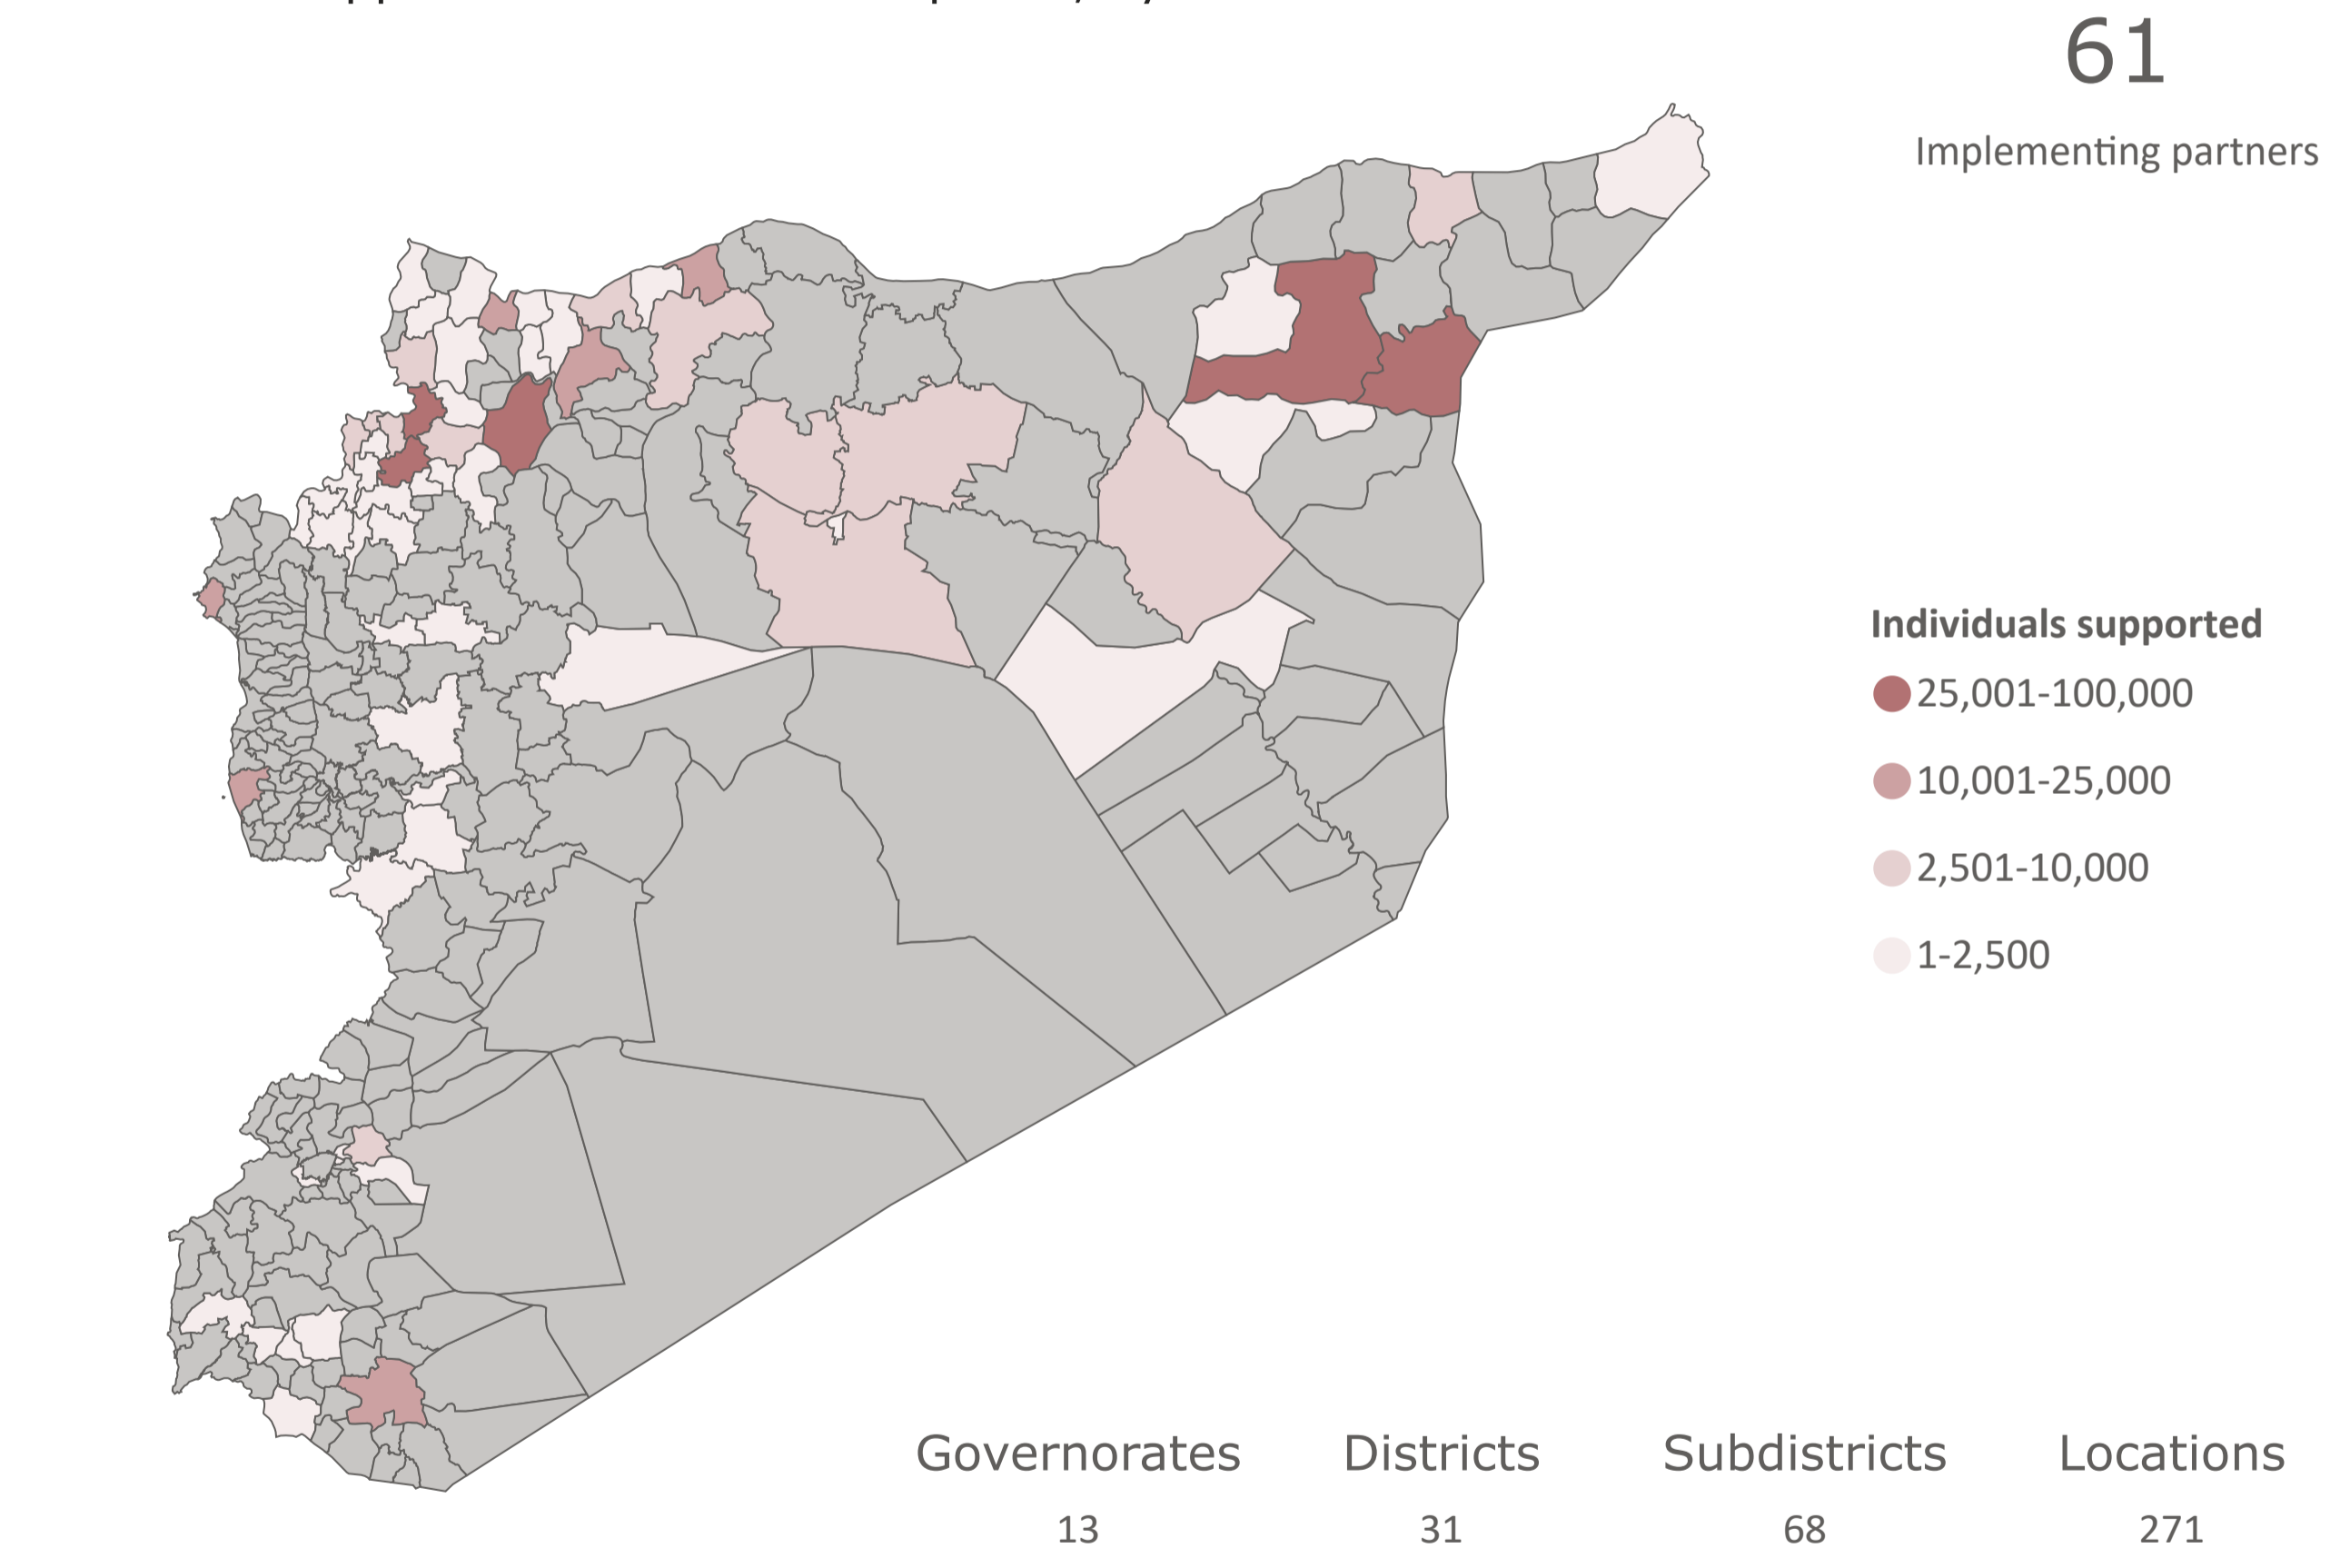 61
Implementing partners
Individuals supported
25,001-100,000
10,001-25,000
2,501-10,000
1-2,500
Governorates Districts Subdistricts Locations
13 31 68 271